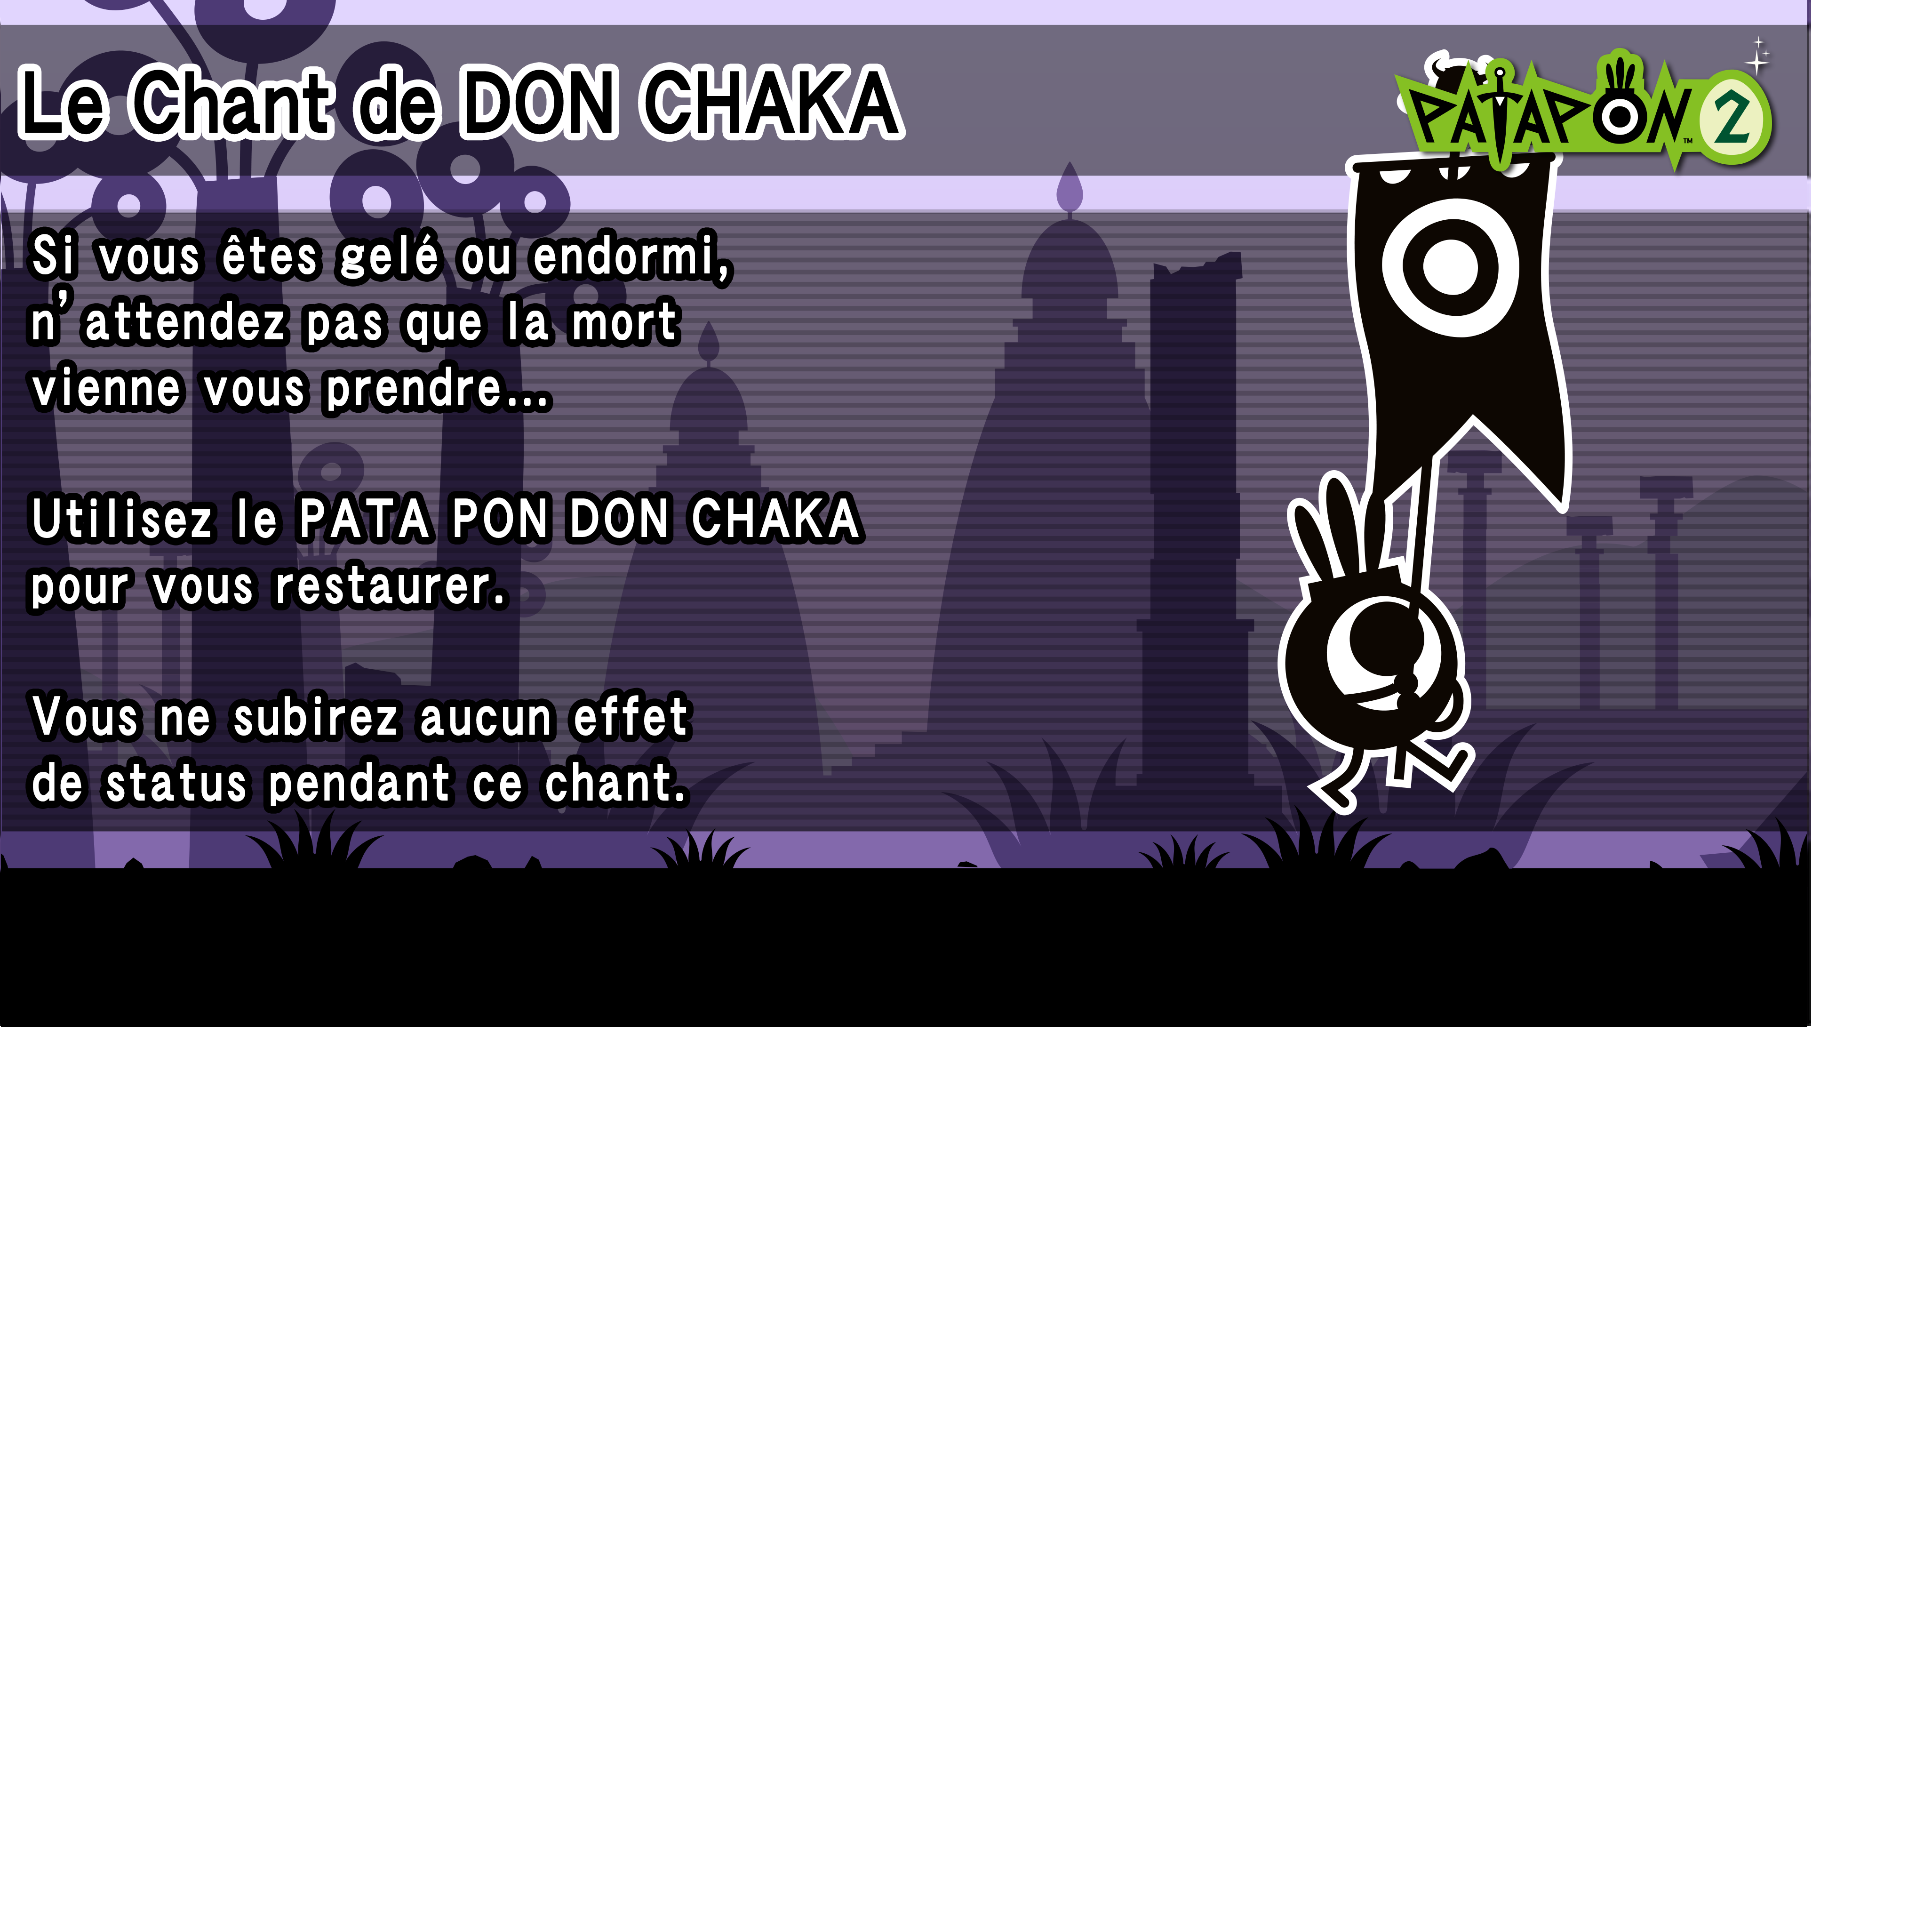 Le Chant de DON CHAKA
PATAPON™ 2
Si vous êtes gelé ou endormi,
n'attendez pas que la mort
vienne vous prendre...
Utilisez le PATA PON DON CHAKA
pour vous restaurer.
Vous ne subirez aucun effet
de status pendant ce chant.